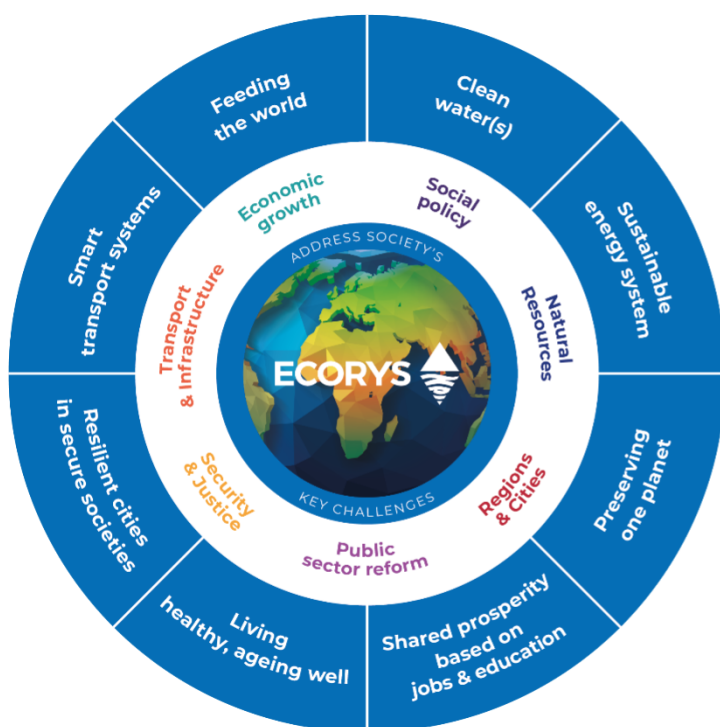 Feeding
the world
Clean
water(s)
Sustainable
energy system
Preserving
one planet
Shared prosperity
based on
jobs & education
Living
healthy, ageing well
Resilient cities
in secure societies
Smart
transport systems
Economic
growth
Social
policy
Natural
Resources
Regions
& Cities
Public
sector reform
Security
& Justice
Transport
& Infrastructure
ADDRESS SOCIETY'S
ECORYS
KEY CHALLENGES